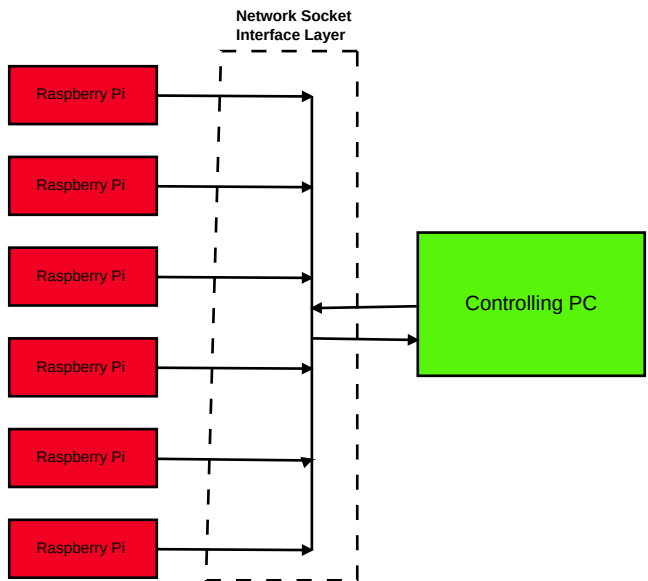 Network Socket
Interface Layer
Raspberry Pi
Raspberry Pi
Raspberry Pi
Controlling PC
Raspberry Pi
Raspberry Pi
Raspberry Pi